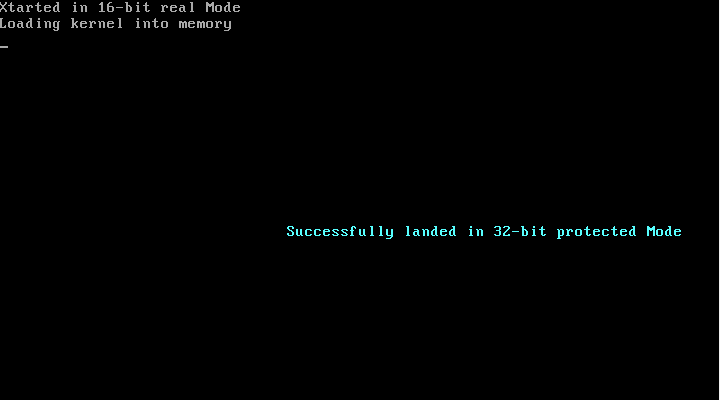 Xtarted in 16-bit real Mode
Loading kernel into memory
Successfully landed in 32-bit protected Mode